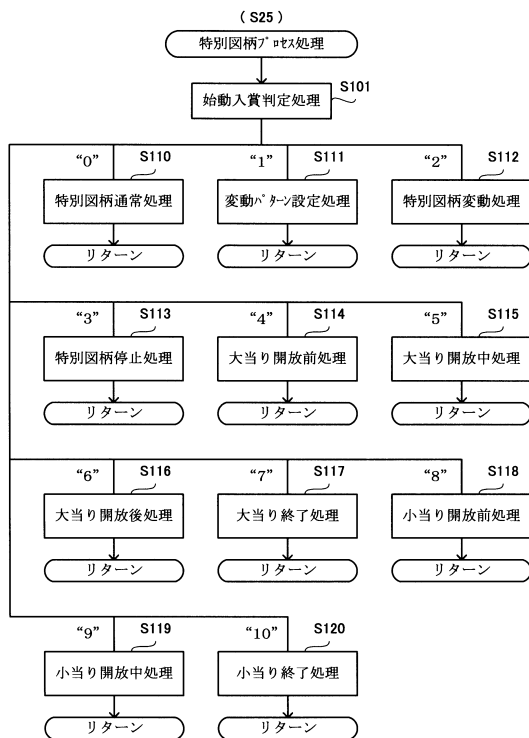 (S25)
特別図柄プロセス処理
S101
始動入賞判定処理
“0”
S110
特別図柄通常処理
リターン
“1”
S111
変動パターン設定処理
リターン
“2”
S112
特別図柄変動処理
リターン
“3”
S113
特別図柄停止処理
リターン
“4”
S114
大当り開放前処理
リターン
“5”
S115
大当り開放中処理
リターン
“6”
S116
大当り開放後処理
リターン
“7”
S117
大当り終了処理
リターン
“8”
S118
小当り開放前処理
リターン
“9”
S119
小当り開放中処理
リターン
“10”
S120
小当り終了処理
リターン